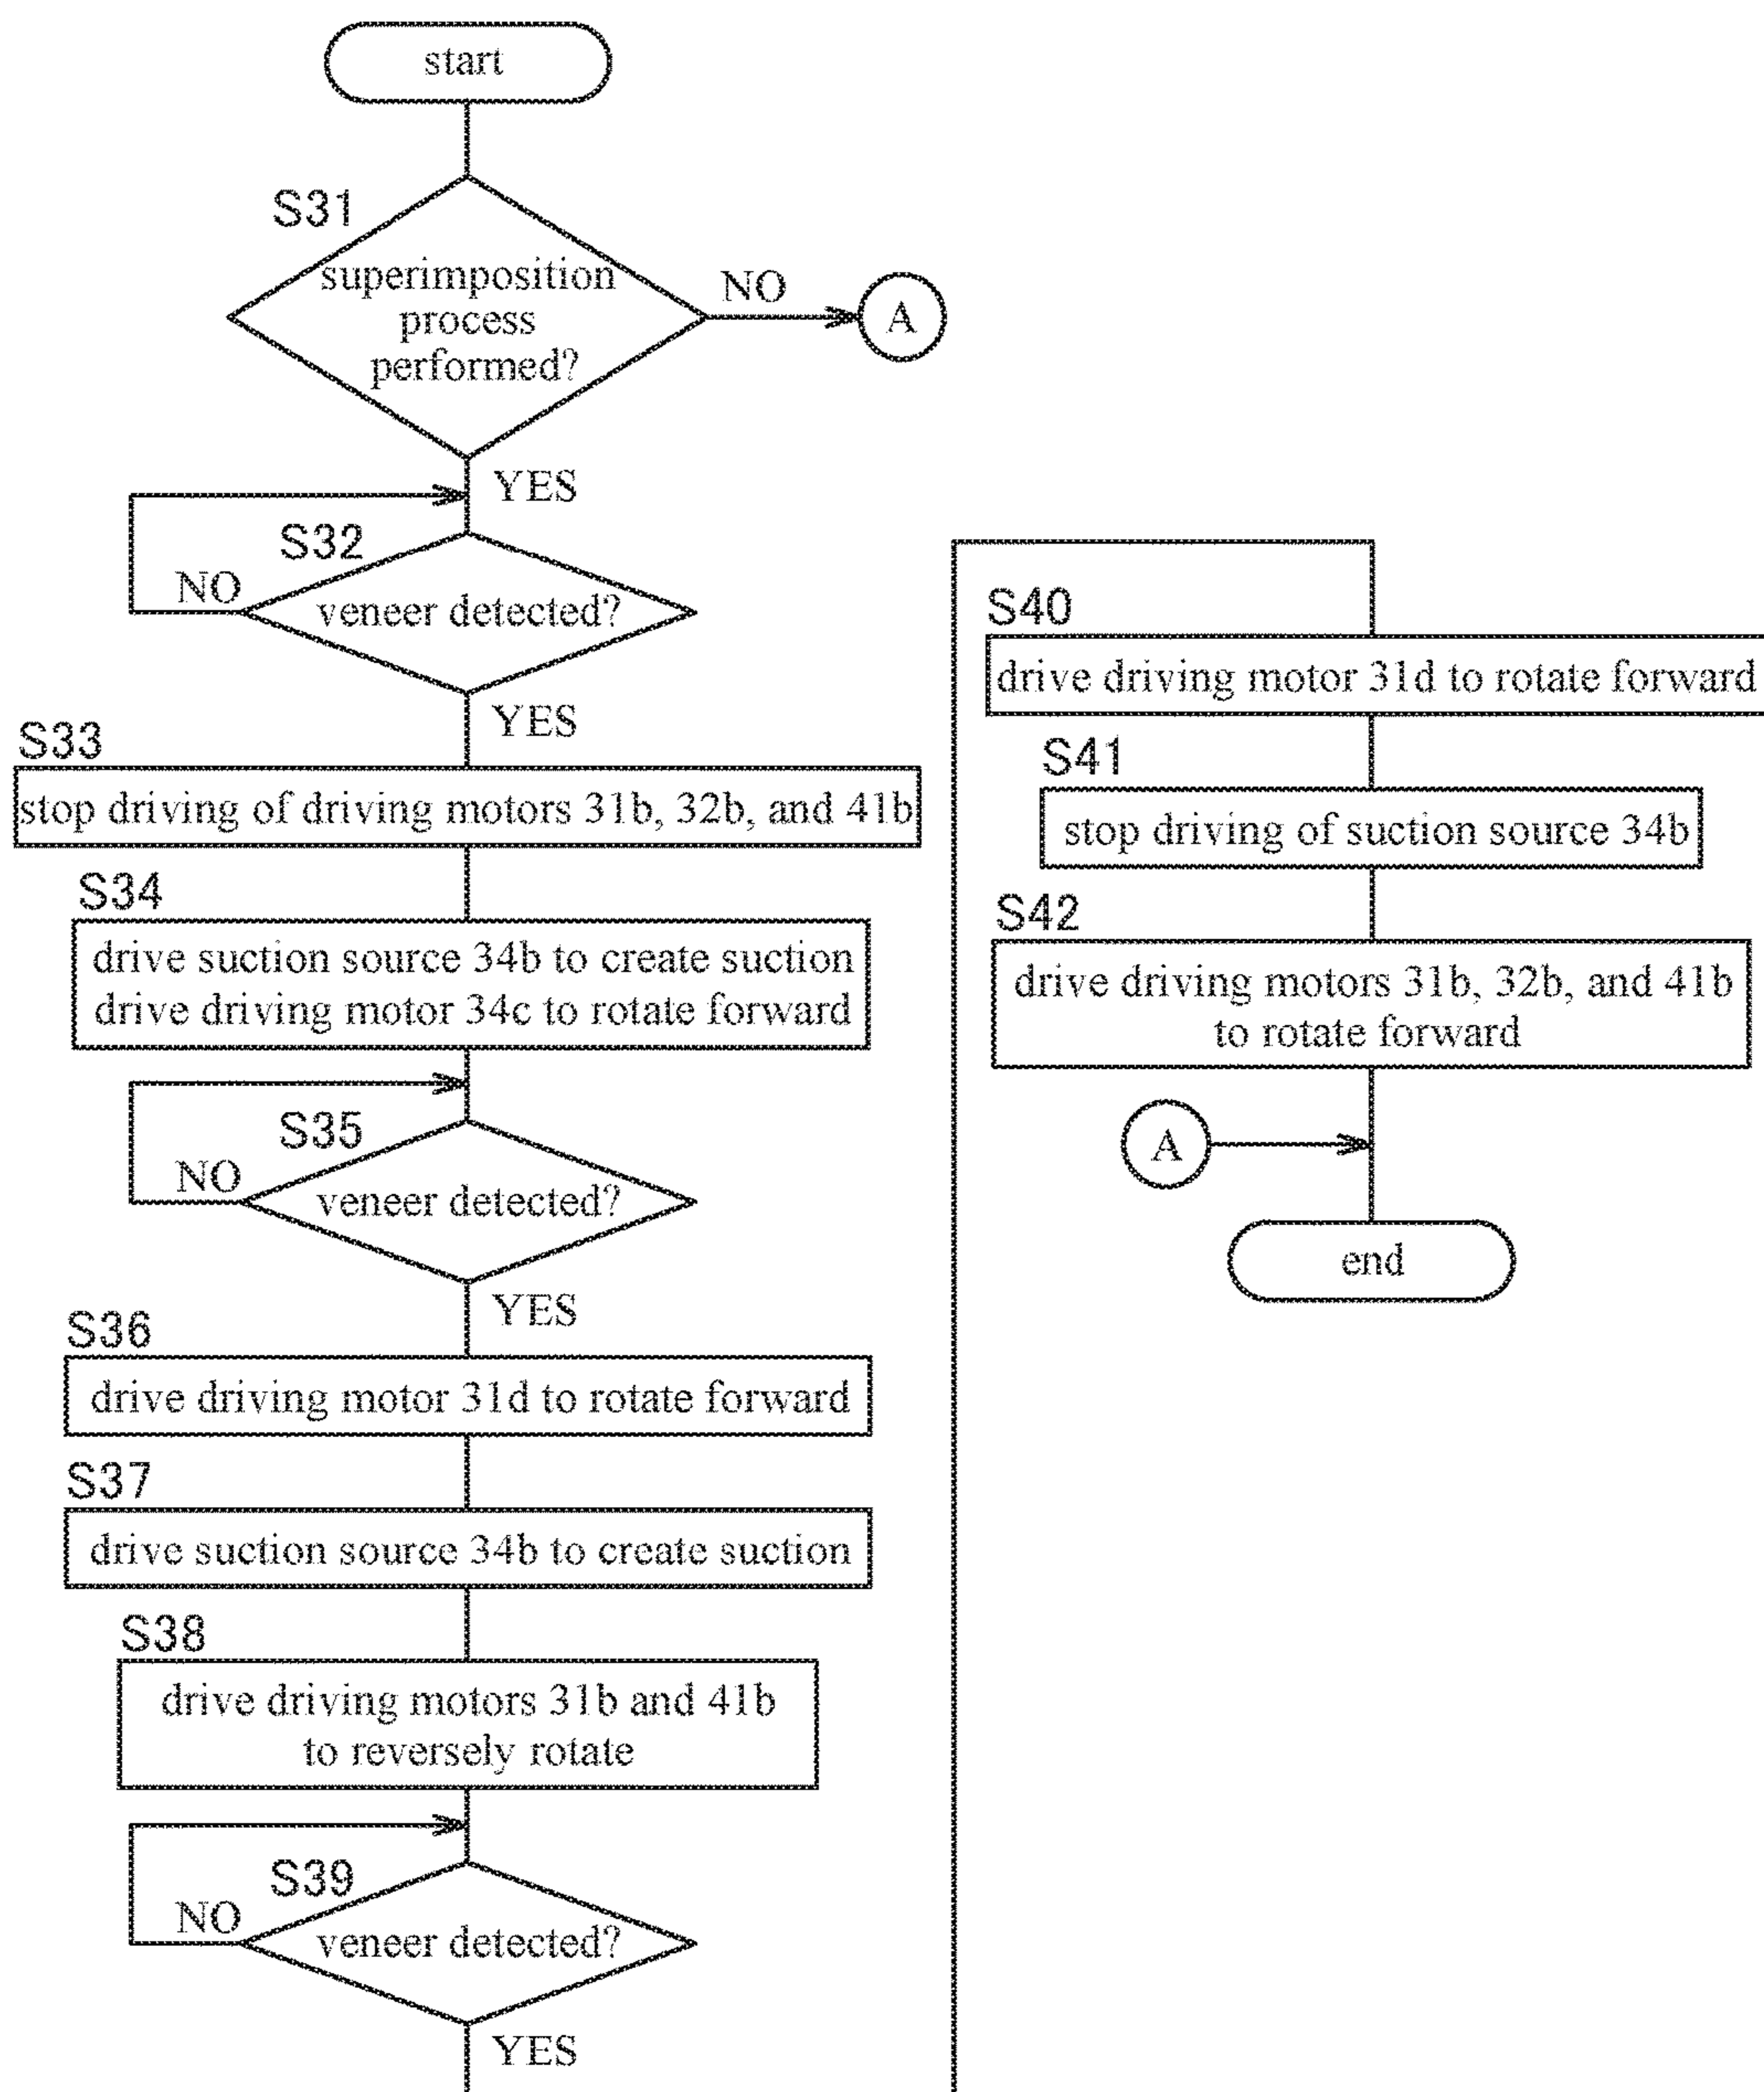 start
S31
superimposition
process
performed?
NO
A
YES
S32
NO
veneer detected?
YES
S33
stop driving of driving motors 31b, 32b, and 41b
S34
drive suction source 34b to create suction
drive driving motor 34c to rotate forward
S35
NO
veneer detected?
YES
S36
drive driving motor 31d to rotate forward
S37
drive suction source 34b to create suction
S38
drive driving motors 31b and 41b
to reversely rotate
S39
NO
veneer detected?
YES
S40
drive driving motor 31d to rotate forward
S41
stop driving of suction source 34b
S42
drive driving motors 31b, 32b, and 41b
to rotate forward
A
end